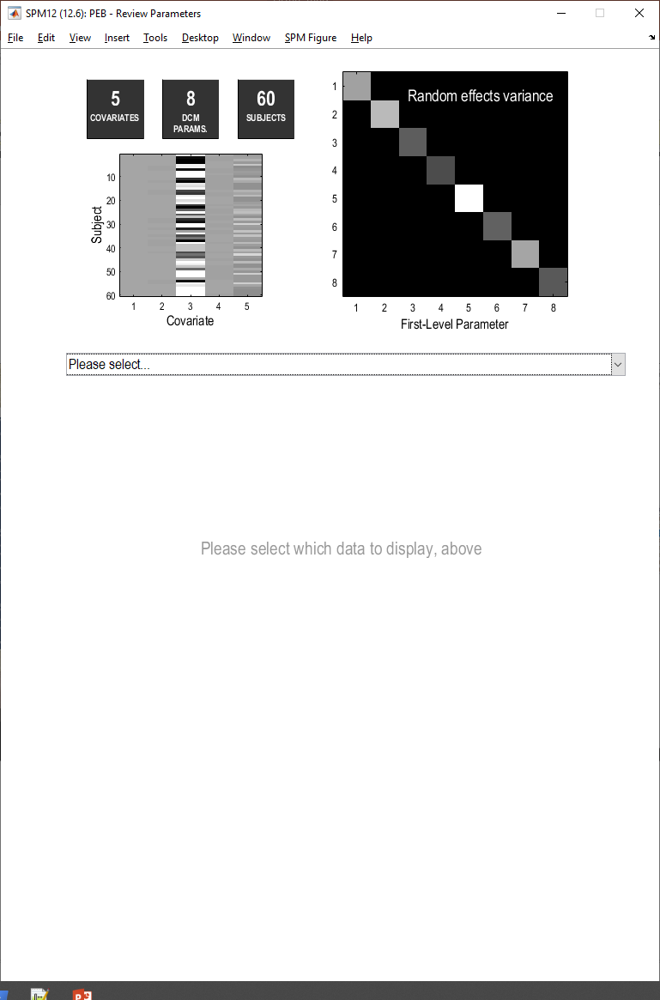 SPM12 (12.6): PEB - Review Parameters
File Edit View Insert Tools Desktop Window SPM Figure Help
5
COVARIATES
8
DCM
PARAMS.
60
SUBJECTS
10
20
30
40
50
60
Subject
1 2 3 4 5
Covariate
Random effects variance
1
2
3
4
5
6
7
8
1 2 3 4 5 6 7 8
First-Level Parameter
Please select...
Please select which data to display, above